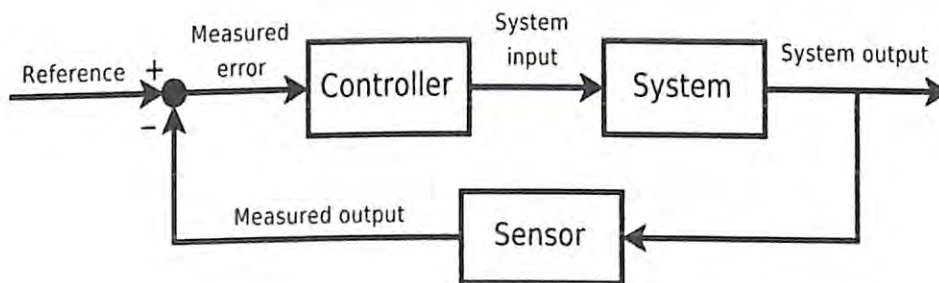 Reference
+
−
Measured
error
Controller
System
input
System
System output
Measured output
Sensor